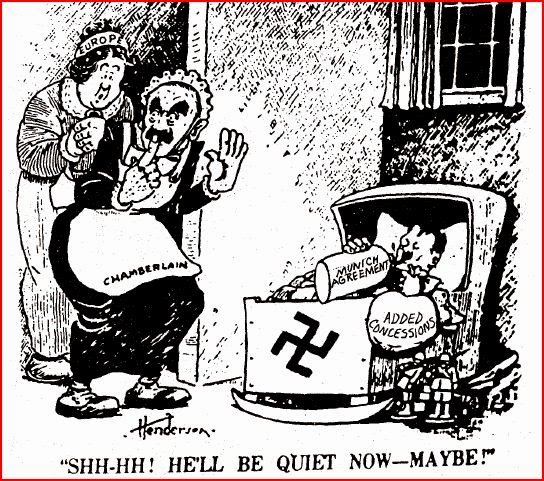 EUROPE
CHAMBERLAIN
MUNICH
AGREEMENT
ADDED
CONCESSIONS
Henderson.
"SHH-HH! HE'LL BE QUIET NOW—MAYBE!"